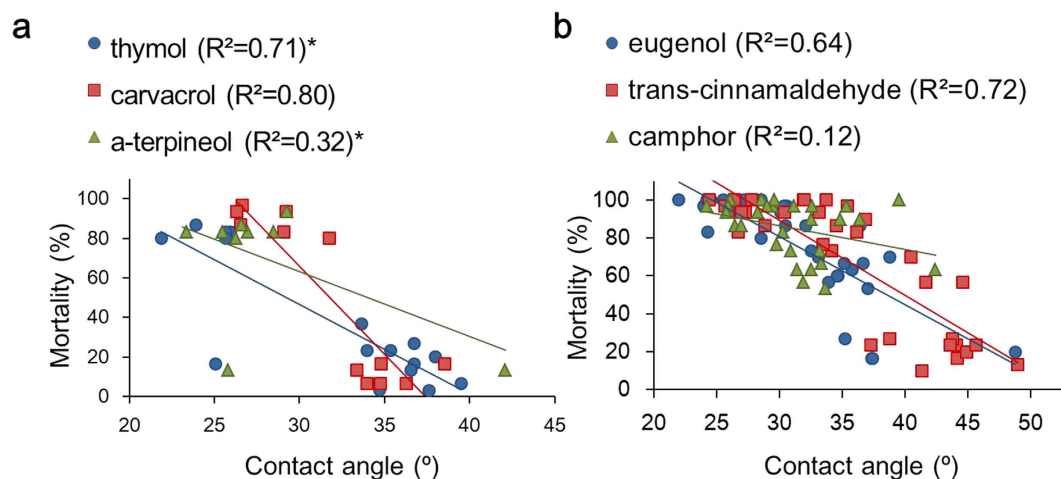 a
thymol (R²=0.71)*
carvacrol (R²=0.80)
a-terpineol (R²=0.32)*
Mortality (%)
100
80
60
40
20
0
20 25 30 35 40 45
Contact angle (º)
b
eugenol (R²=0.64)
trans-cinnamaldehyde (R²=0.72)
camphor (R²=0.12)
Mortality (%)
100
80
60
40
20
0
20 25 30 35 40 45 50
Contact angle (º)